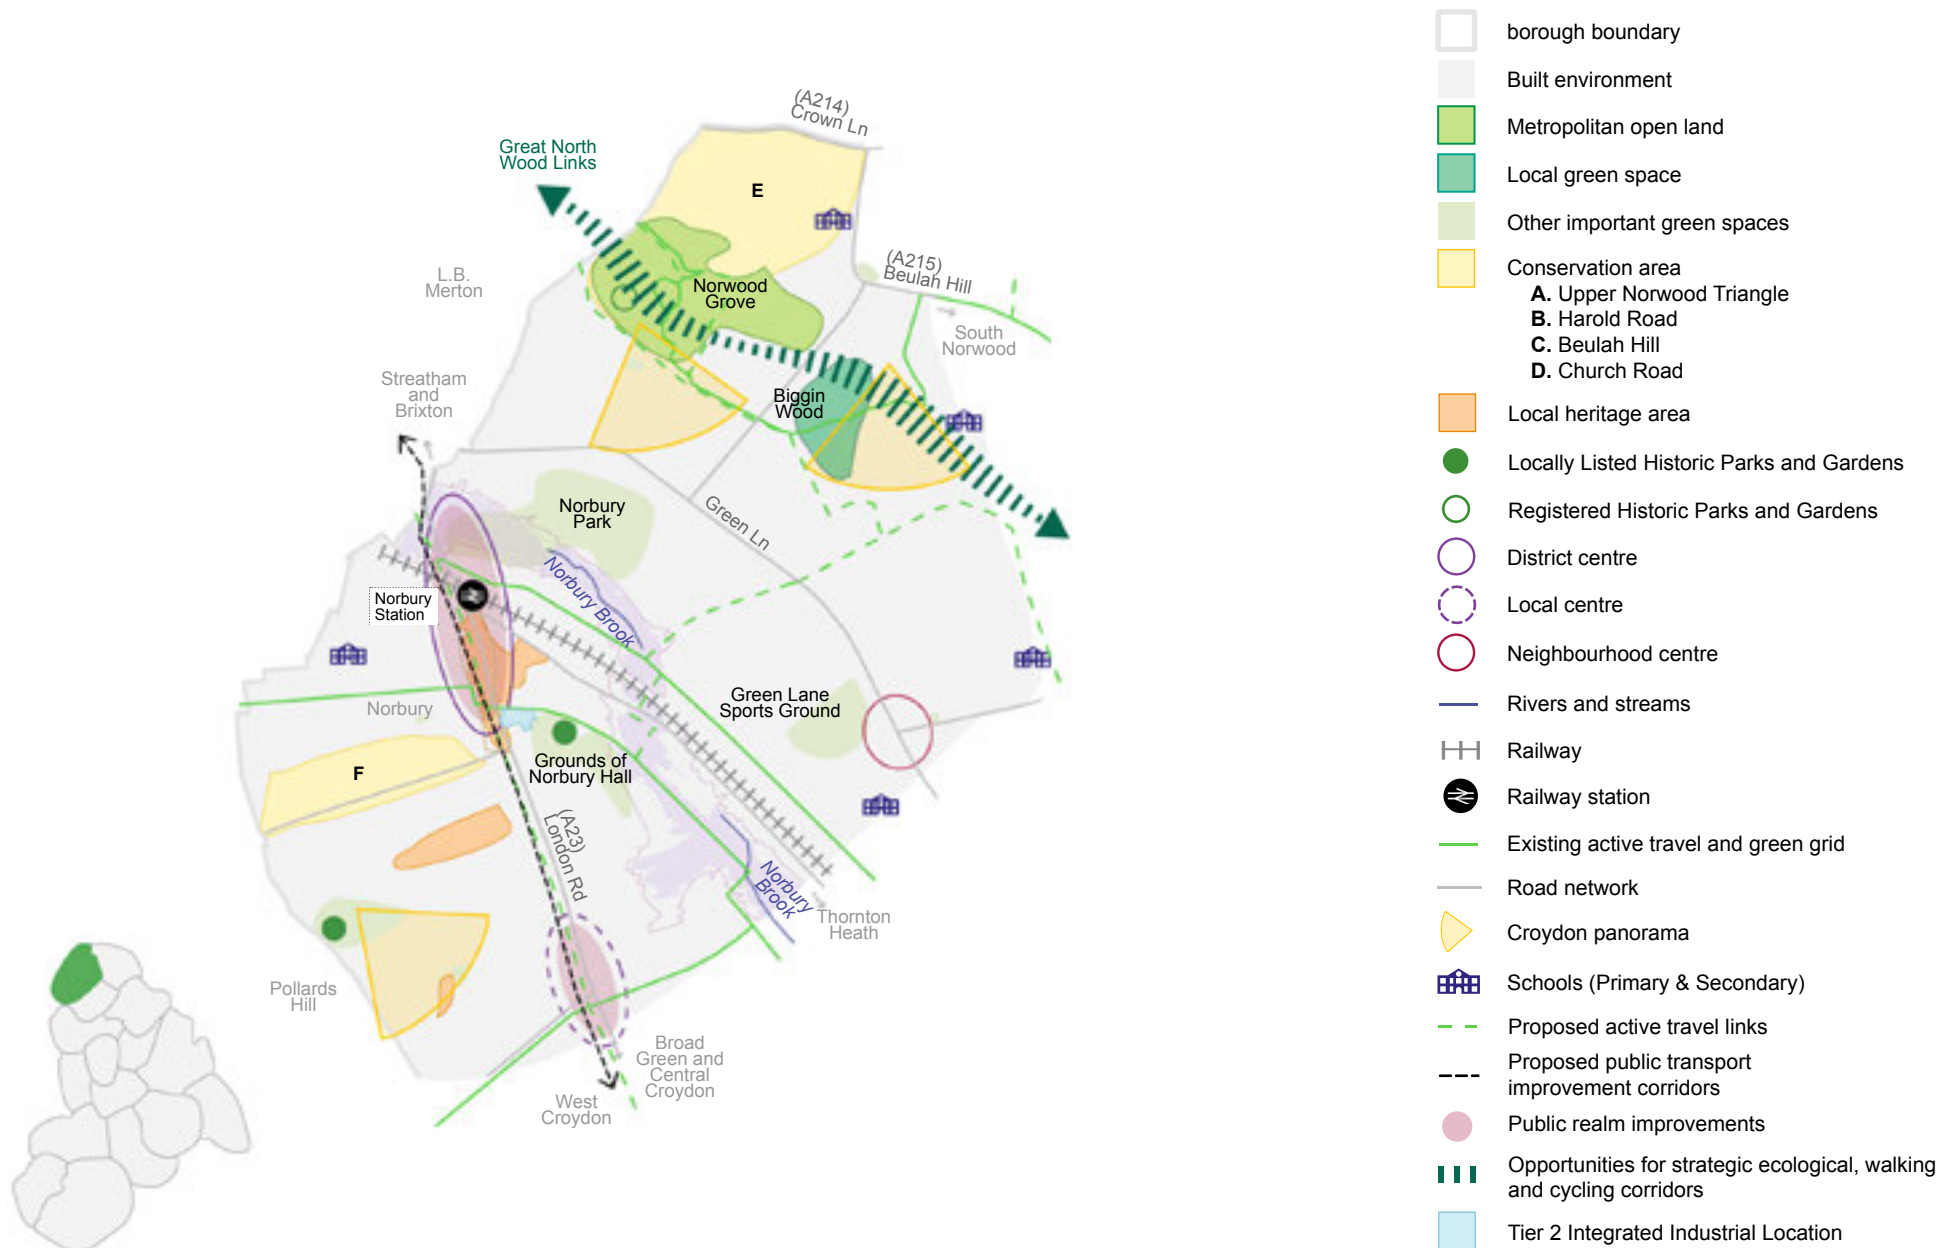 (A214)
Crown Ln
Great North
Wood Links
E
(A215)
Beulah Hill
L.B.
Merton
Norwood
Grove
South
Norwood
Streatham
and
Brixton
Biggin
Wood
Norbury
Park
Green Ln
Norbury Brook
Norbury
Station
Green Lane
Sports Ground
Norbury
Grounds of
Norbury Hall
F
(A23)
London Rd
Norbury
Brook
Thornton
Heath
Pollards
Hill
Broad
Green and
Central
Croydon
West
Croydon
borough boundary
Built environment
Metropolitan open land
Local green space
Other important green spaces
Conservation area
A. Upper Norwood Triangle
B. Harold Road
C. Beulah Hill
D. Church Road
Local heritage area
Locally Listed Historic Parks and Gardens
Registered Historic Parks and Gardens
District centre
Local centre
Neighbourhood centre
Rivers and streams
Railway
Railway station
Existing active travel and green grid
Road network
Croydon panorama
Schools (Primary & Secondary)
Proposed active travel links
Proposed public transport
improvement corridors
Public realm improvements
Opportunities for strategic ecological, walking
and cycling corridors
Tier 2 Integrated Industrial Location